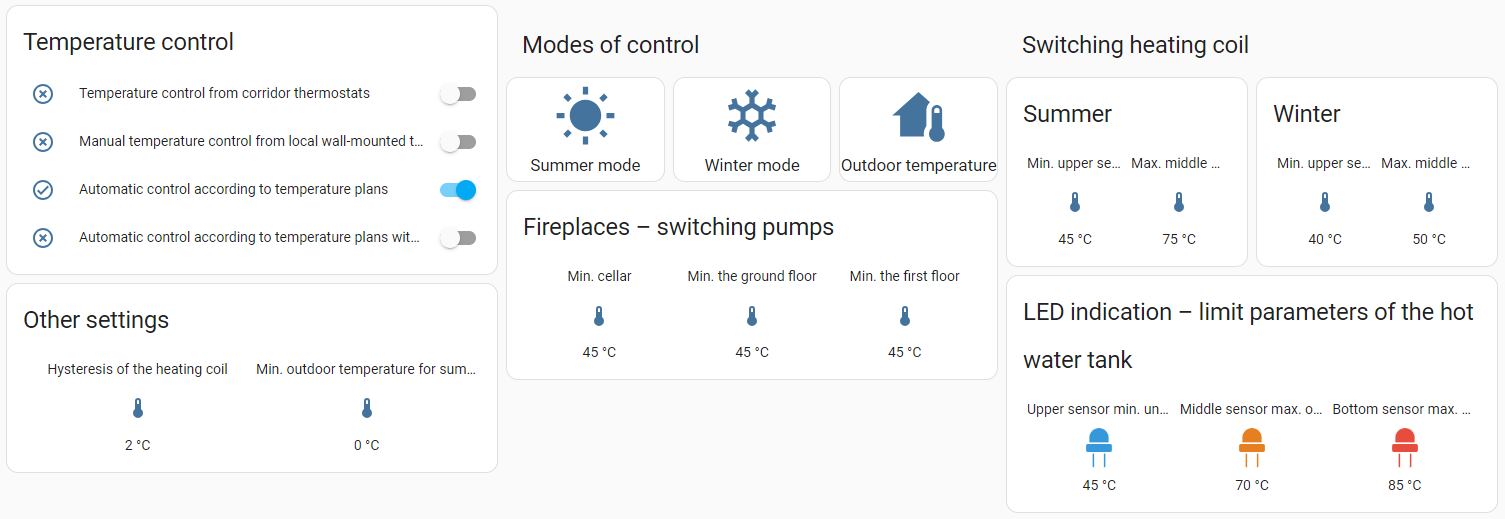 Temperature control
Temperature control from corridor thermostats
Manual temperature control from local wall-mounted t...
Automatic control according to temperature plans
Automatic control according to temperature plans wit...
Other settings
Hysteresis of the heating coil Min. outdoor temperature for sum...
2 °C 0 °C
Modes of control
Summer mode Winter mode Outdoor temperature
Fireplaces – switching pumps
Min. cellar Min. the ground floor Min. the first floor
45 °C 45 °C 45 °C
Switching heating coil
Summer
Min. upper se... Max. middle ...
45 °C 75 °C
Winter
Min. upper se... Max. middle ...
40 °C 50 °C
LED indication – limit parameters of the hot
water tank
Upper sensor min. un... Middle sensor max. o... Bottom sensor max. ...
45 °C 70 °C 85 °C